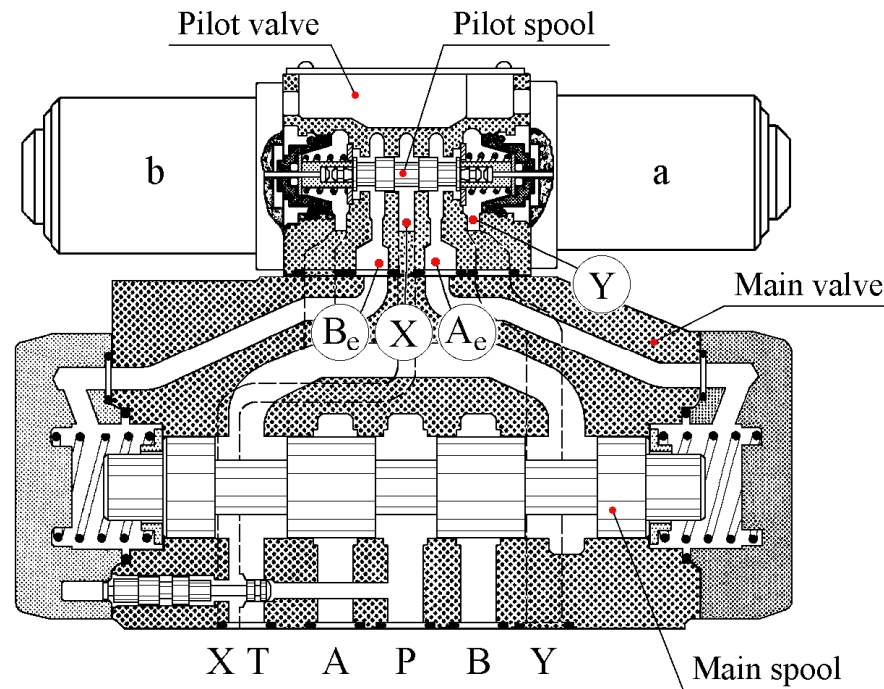 Pilot valve
Pilot spool
b
a
Y
Main valve
Be
X
Ae
X T A P B Y
Main spool